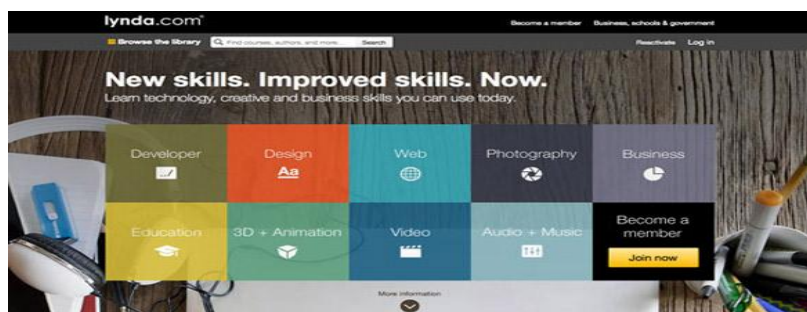 lynda.com
Become a member Business, schools & government
Browse the library Find courses, authors, and more... Search Reactivate Log in
New skills. Improved skills. Now.
Learn technology, creative and business skills you can use today.
Developer Design Web Photography Business
Aa
Education 3D + Animation Video Audio + Music Become a
member
Join now
More information